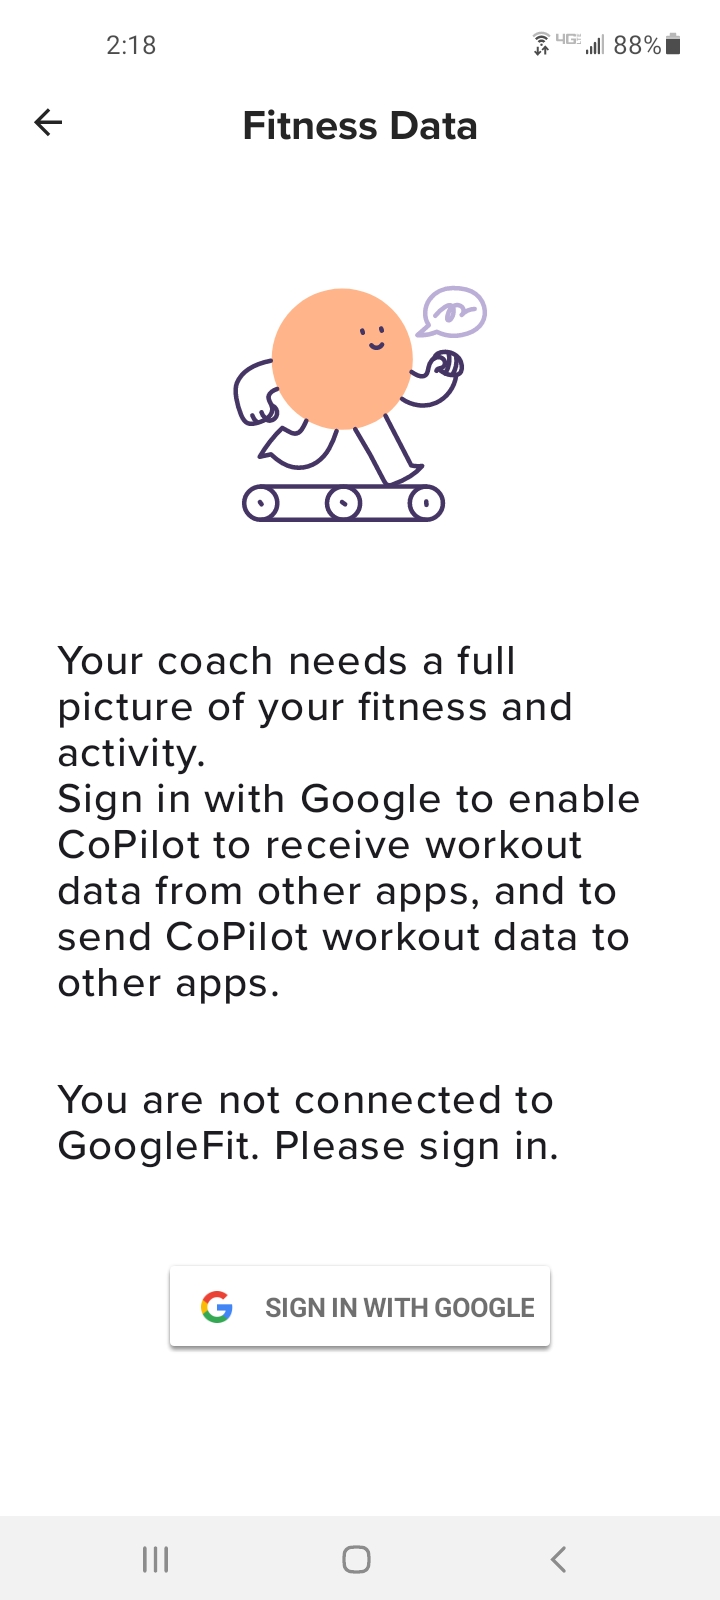 2:18
4G 88%
Fitness Data
Your coach needs a full
picture of your fitness and
activity.
Sign in with Google to enable
CoPilot to receive workout
data from other apps, and to
send CoPilot workout data to
other apps.
You are not connected to
GoogleFit. Please sign in.
SIGN IN WITH GOOGLE